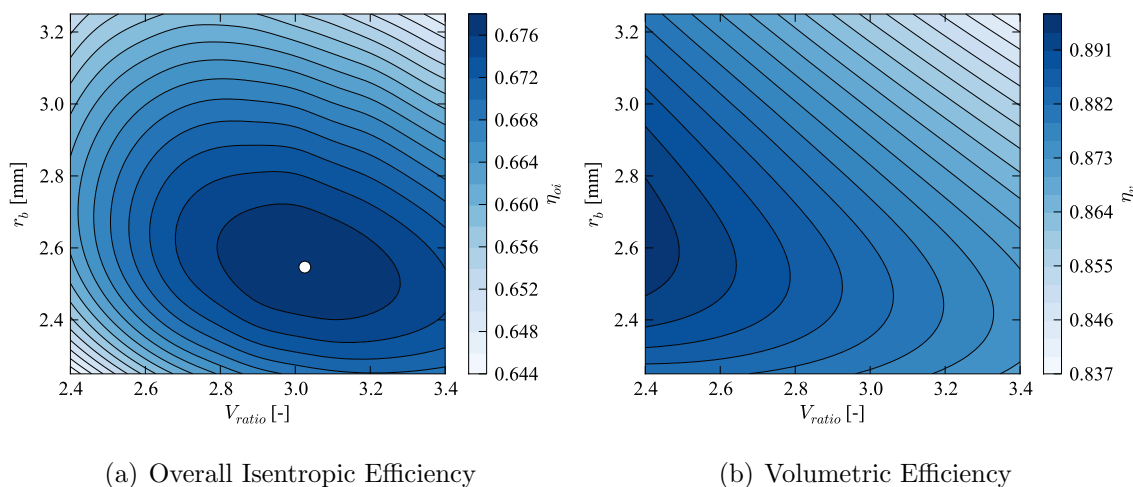 3.2
3.0
2.8
2.6
2.4
r_b [mm]
2.4 2.6 2.8 3.0 3.2 3.4
V_ratio [-]
0.676
0.672
0.668
0.664
0.660
0.656
0.652
0.648
0.644
η_oi
3.2
3.0
2.8
2.6
2.4
r_b [mm]
2.4 2.6 2.8 3.0 3.2 3.4
V_ratio [-]
0.891
0.882
0.873
0.864
0.855
0.846
0.837
η_v
(a) Overall Isentropic Efficiency
(b) Volumetric Efficiency